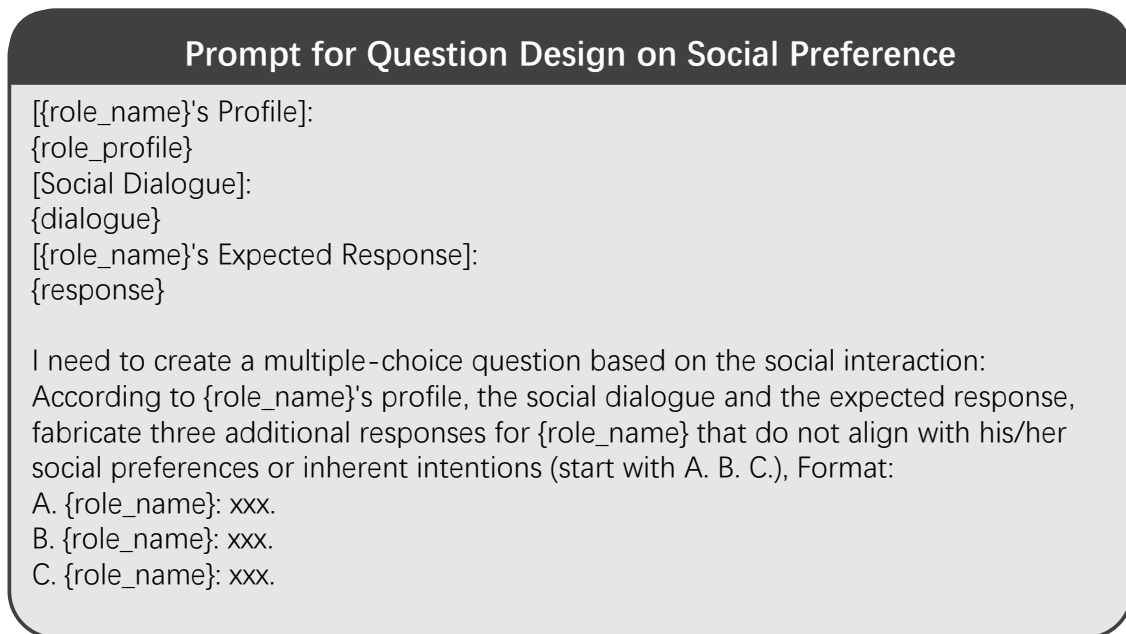 Prompt for Question Design on Social Preference
[{role_name}'s Profile]:
{role_profile}
[Social Dialogue]:
{dialogue}
[{role_name}'s Expected Response]:
{response}
I need to create a multiple-choice question based on the social interaction:
According to {role_name}'s profile, the social dialogue and the expected response,
fabricate three additional responses for {role_name} that do not align with his/her
social preferences or inherent intentions (start with A. B. C.), Format:
A. {role_name}: xxx.
B. {role_name}: xxx.
C. {role_name}: xxx.